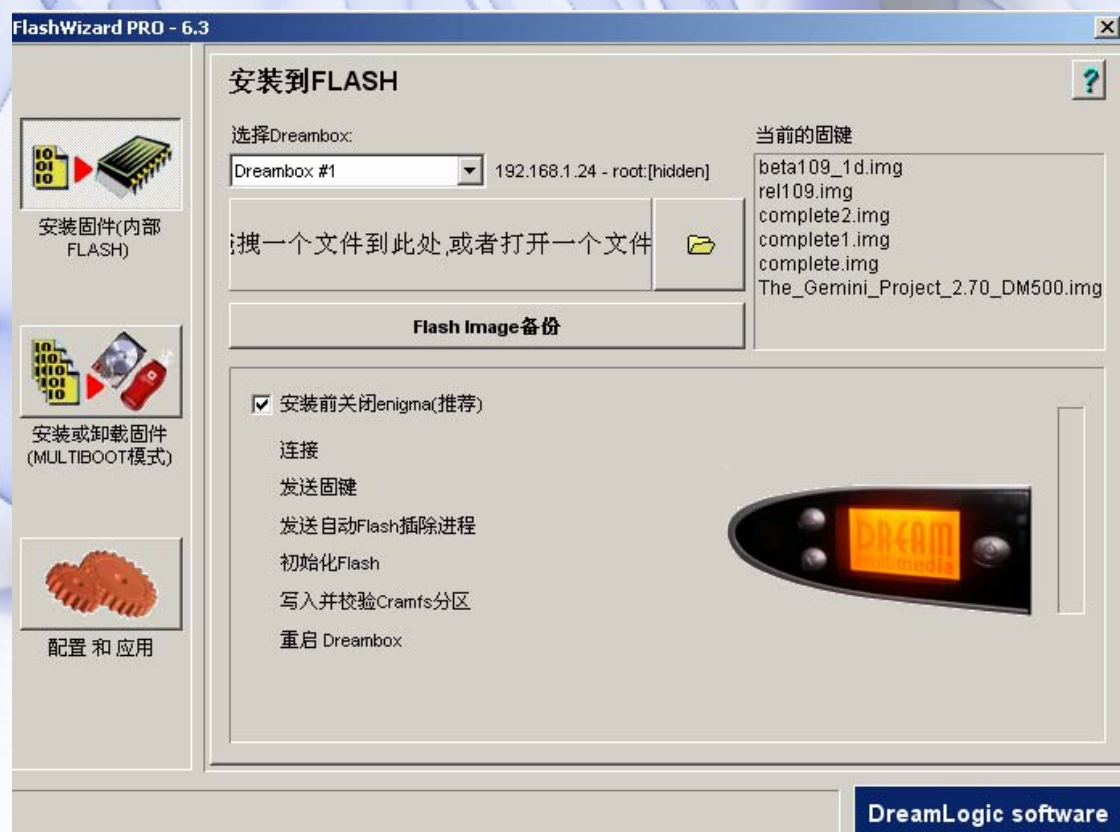 FlashWizard PRO - 6.3
安装到FLASH
选择Dreambox:
Dreambox #1
192.168.1.24 - root:[hidden]
拽一个文件到此处,或者打开一个文件
Flash Image备份
当前的固键
beta109_1d.img
rel109.img
complete2.img
complete1.img
complete.img
The_Gemini_Project_2.70_DM500.img
安装固件(内部
FLASH)
安装或卸载固件
(MULTIBOOT模式)
配置 和 应用
安装前关闭enigma(推荐)
连接
发送固键
发送自动Flash插除进程
初始化Flash
写入并校验Cramfs分区
重启 Dreambox
DREAM
multimedia
DreamLogic software